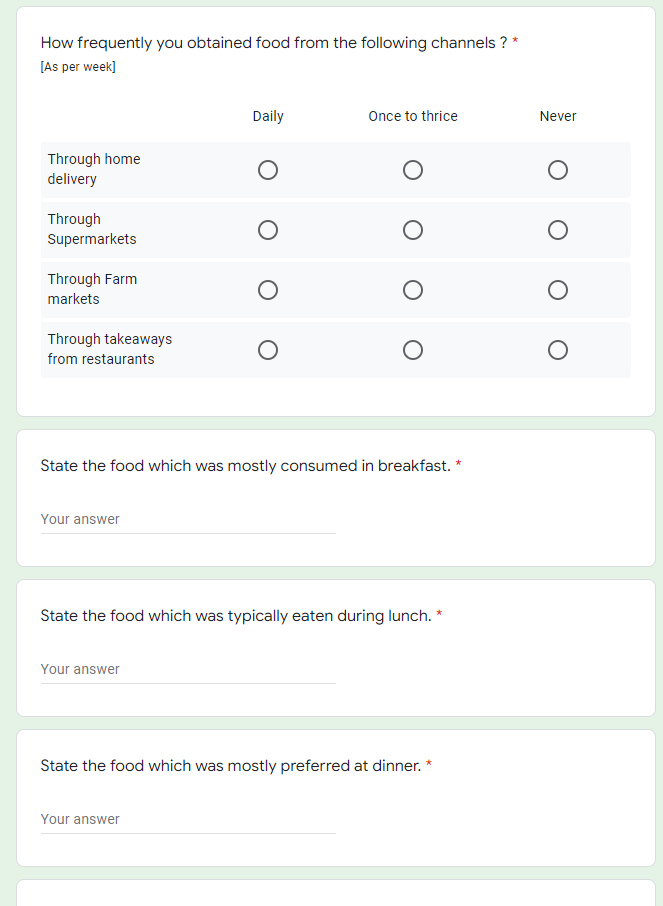 How frequently you obtained food from the following channels ? *
[As per week]
Daily Once to thrice Never
Through home
delivery
Through
Supermarkets
Through Farm
markets
Through takeaways
from restaurants
State the food which was mostly consumed in breakfast. *
Your answer
State the food which was typically eaten during lunch. *
Your answer
State the food which was mostly preferred at dinner. *
Your answer